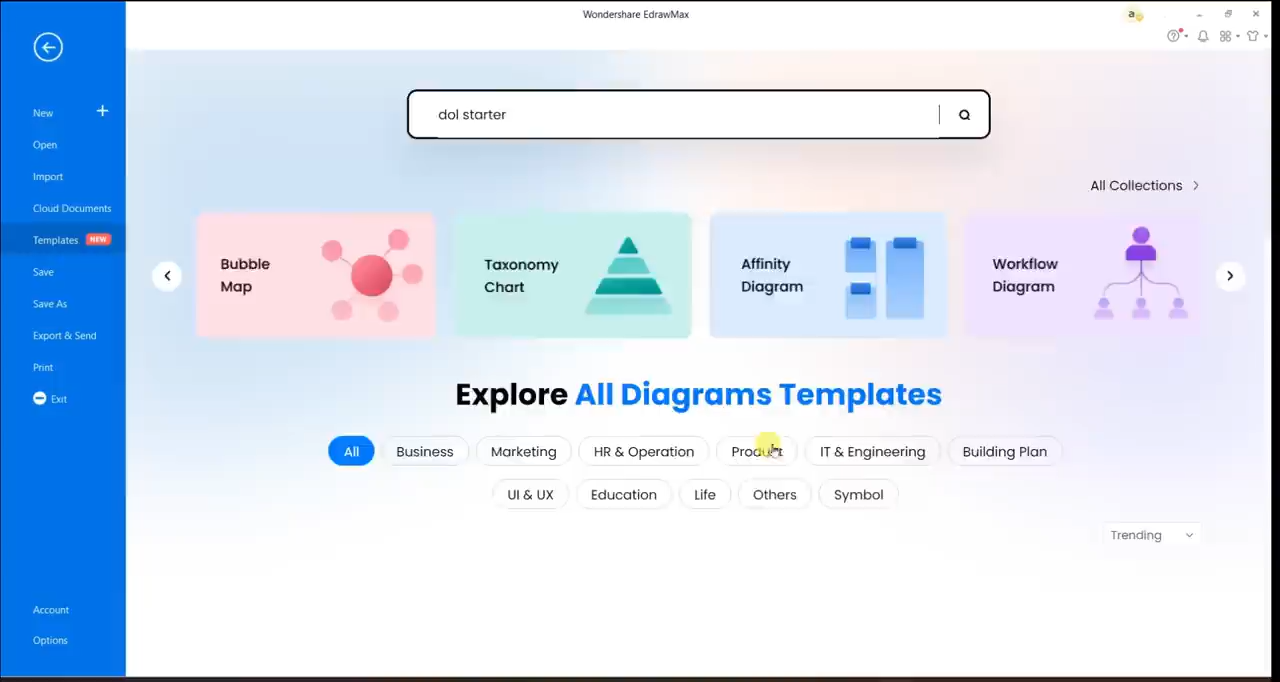 Wondershare EdrawMax
a
New +
Open
Import
Cloud Documents
Templates NEW
Save
Save As
Export & Send
Print
Exit
Account
Options
dol starter
All Collections
Bubble
Map
Taxonomy
Chart
Affinity
Diagram
Workflow
Diagram
Explore All Diagrams Templates
All Business Marketing HR & Operation Product IT & Engineering Building Plan
UI & UX Education Life Others Symbol
Trending